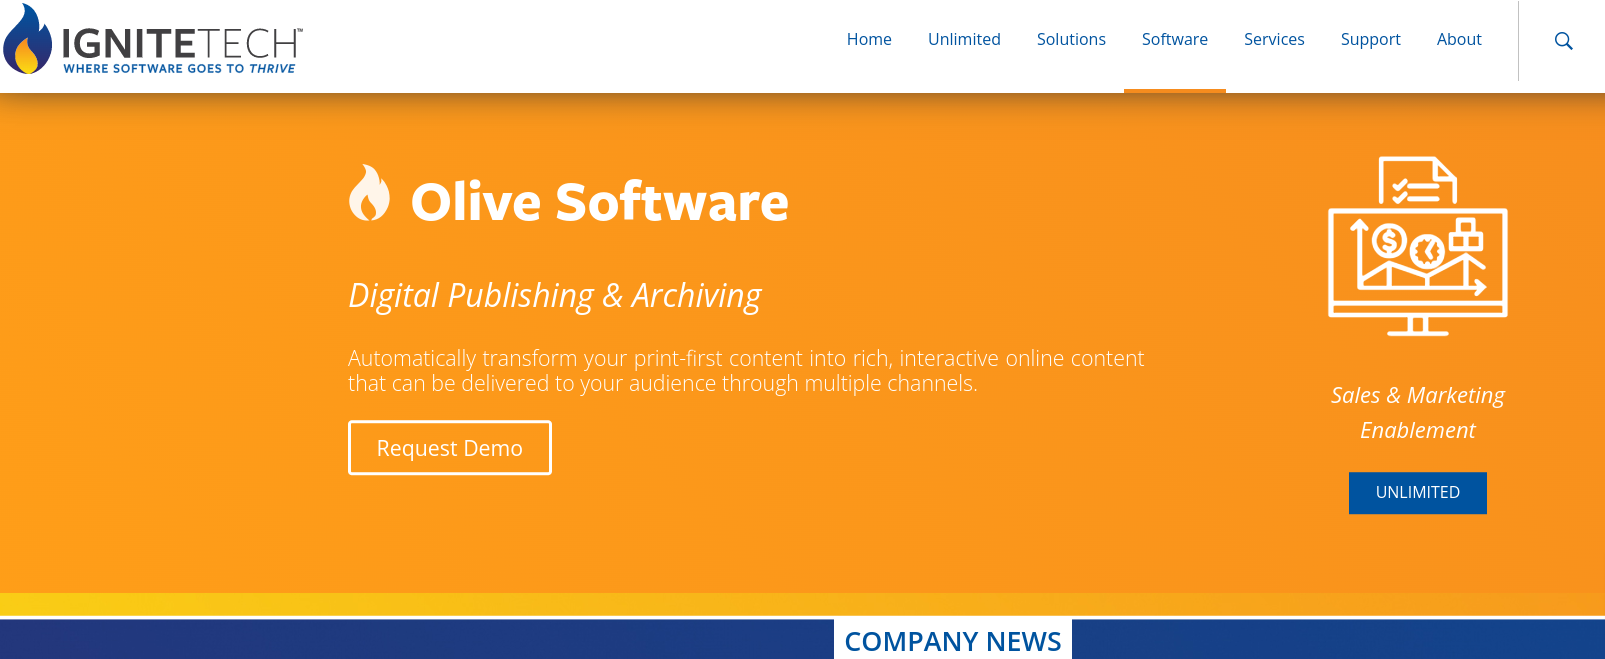 IGNITETECH™
WHERE SOFTWARE GOES TO THRIVE
Home Unlimited Solutions Software Services Support About
Olive Software
Digital Publishing & Archiving
Automatically transform your print-first content into rich, interactive online content
that can be delivered to your audience through multiple channels.
Request Demo
$
Sales & Marketing
Enablement
UNLIMITED
COMPANY NEWS